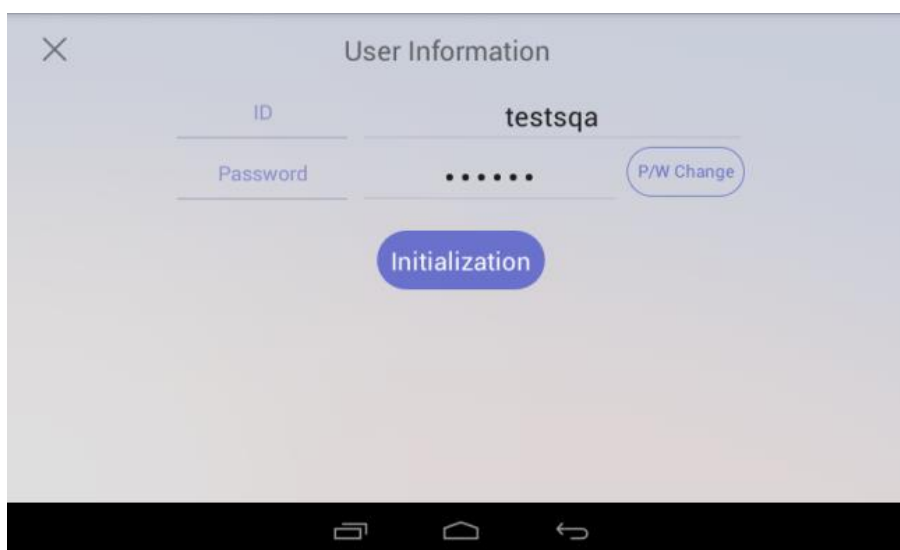 User Information
ID testsqa
Password •••••• P/W Change
Initialization